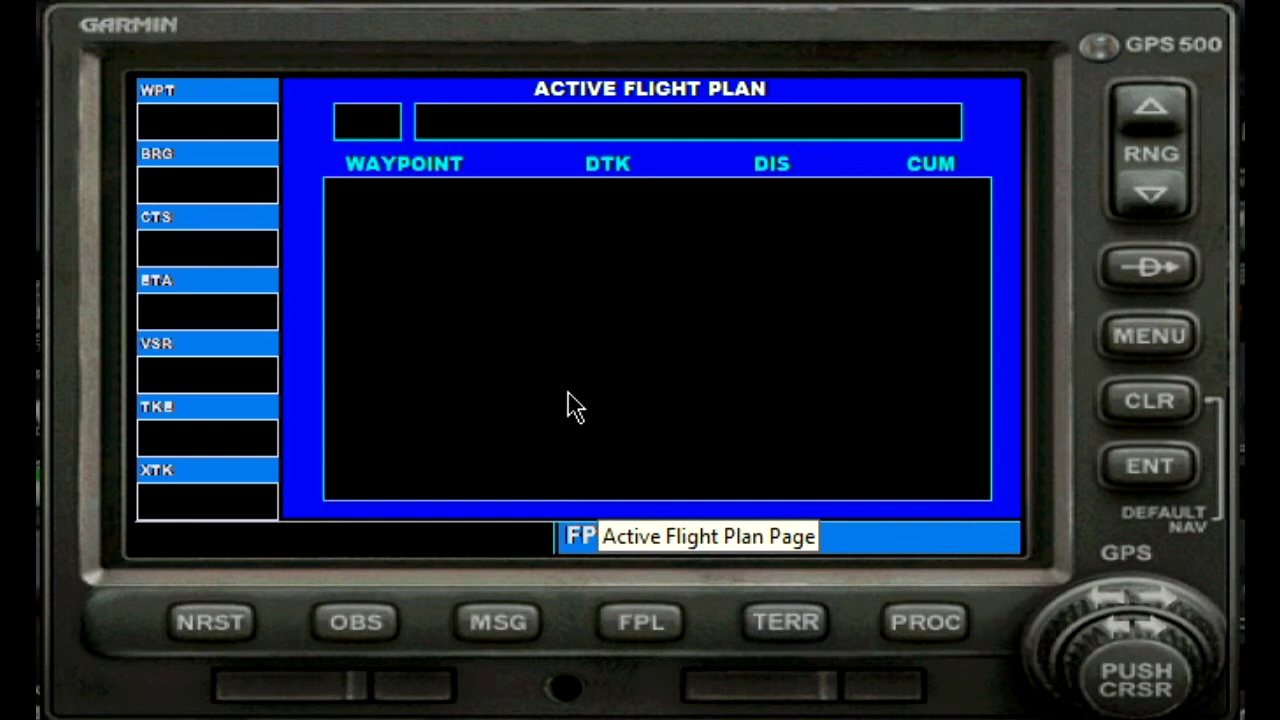 GARMIN
GPS 500
WPT
BRG
CTS
ETA
VSR
TKE
XTK
ACTIVE FLIGHT PLAN
WAYPOINT DTK DIS CUM
FP
Active Flight Plan Page
RNG
D
MENU
CLR
ENT
DEFAULT
NAV
GPS
PUSH
CRSR
NRST OBS MSG FPL TERR PROC